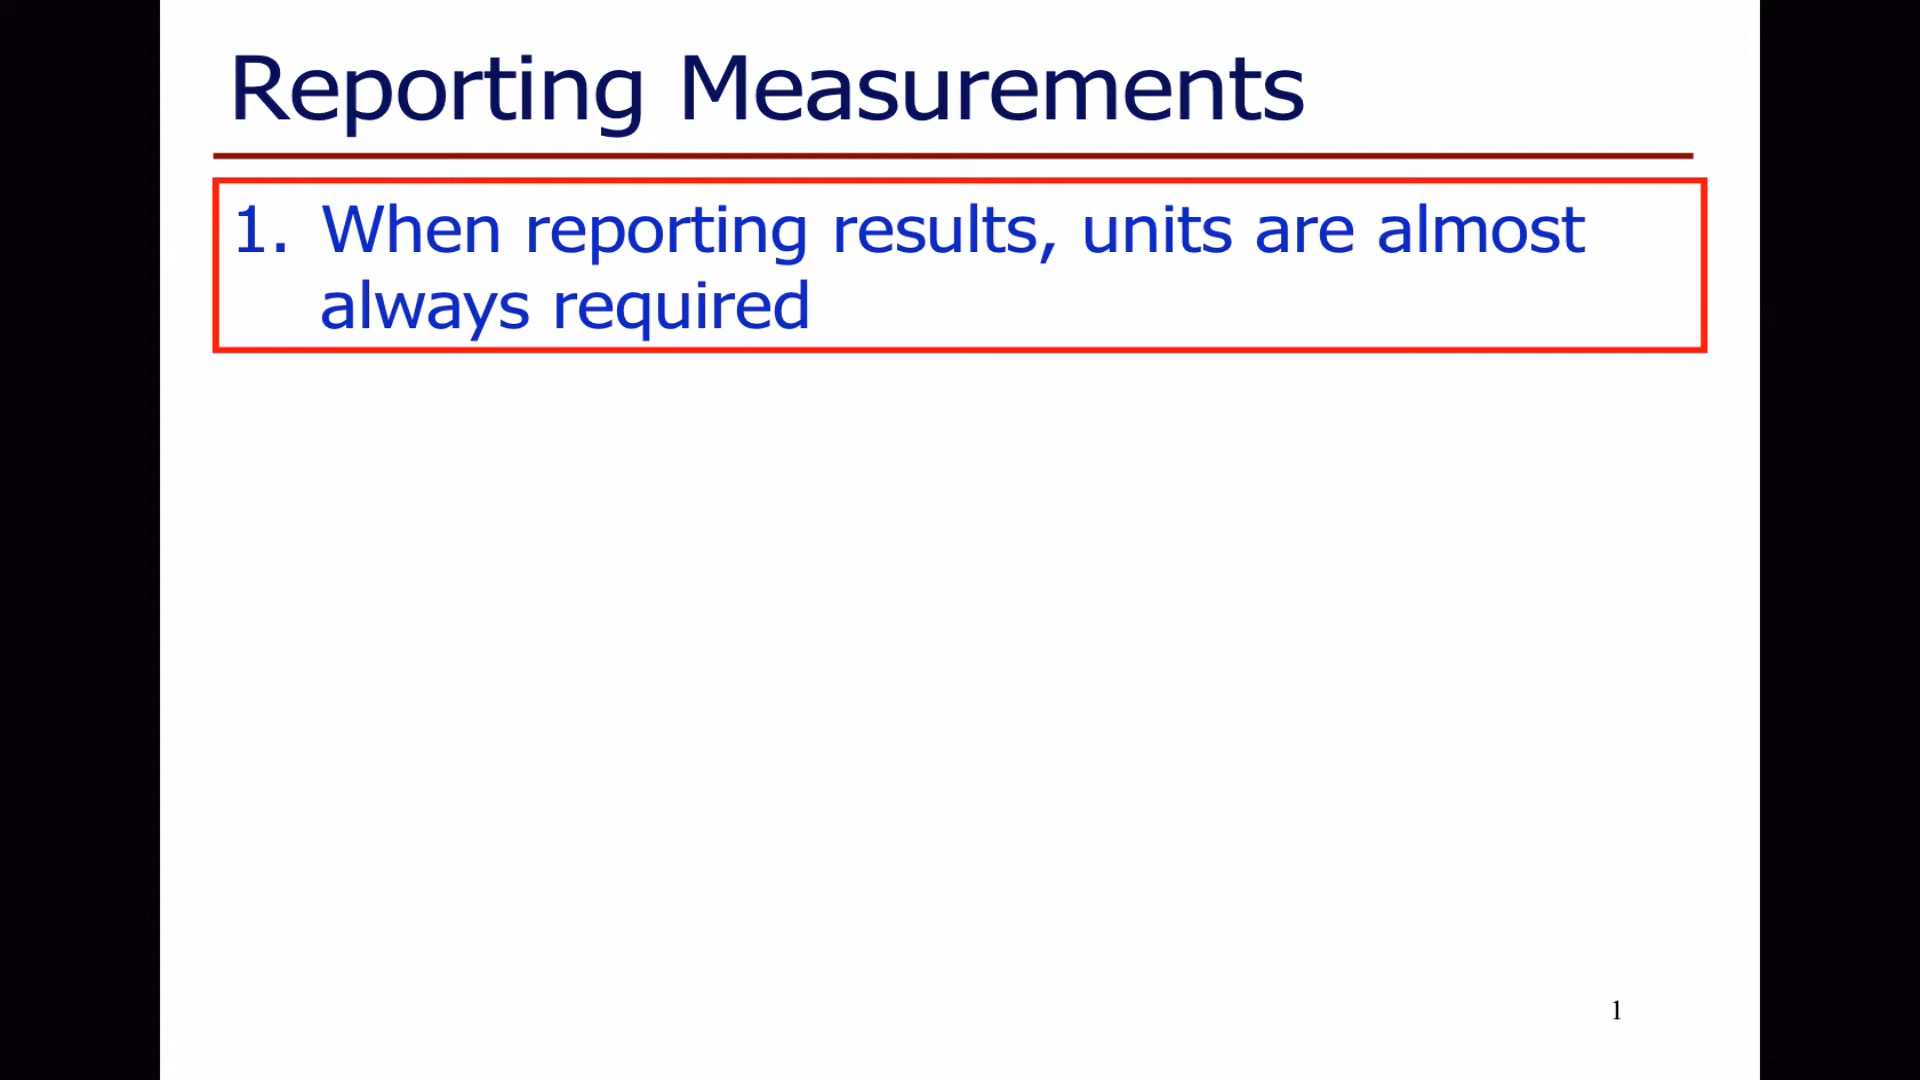 Reporting Measurements
1. When reporting results, units are almost
always required
1